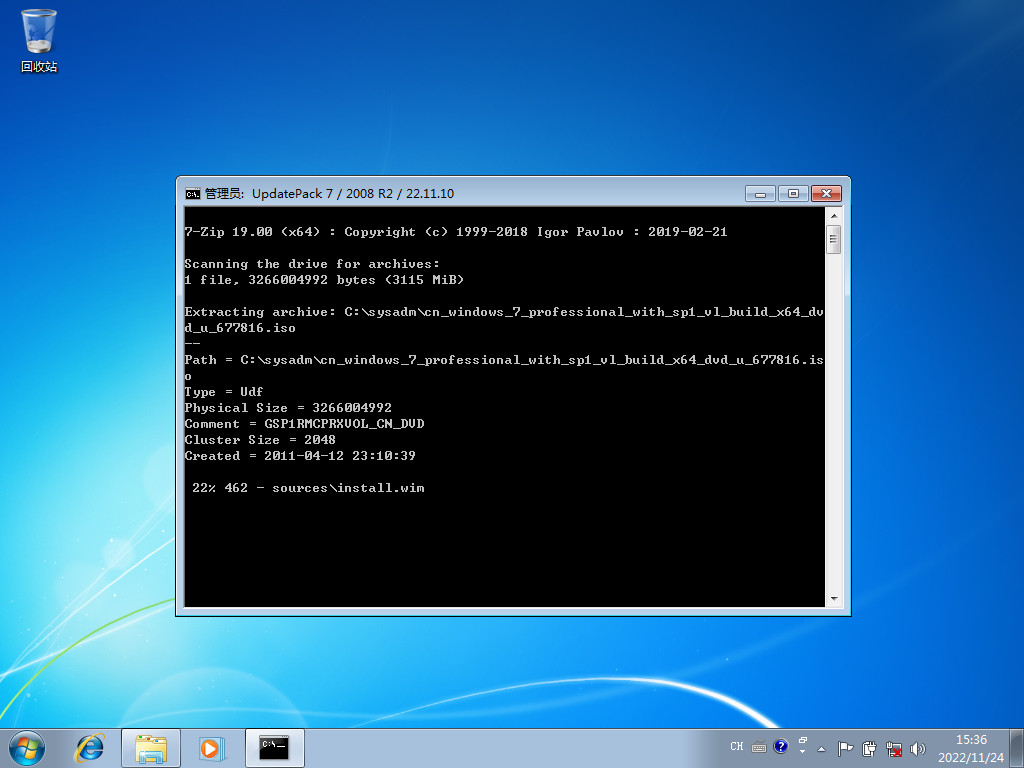 回收站
管理员: UpdatePack 7 / 2008 R2 / 22.11.10
7-Zip 19.00 (x64) : Copyright (c) 1999-2018 Igor Pavlov : 2019-02-21
Scanning the drive for archives:
1 file, 3266004992 bytes (3115 MiB)
Extracting archive: C:\sysadm\cn_windows_7_professional_with_sp1_vl_build_x64_dv
d_u_677816.iso
--
Path = C:\sysadm\cn_windows_7_professional_with_sp1_vl_build_x64_dvd_u_677816.is
o
Type = Udf
Physical Size = 3266004992
Comment = GSP1RMCPRXVOL_CN_DVD
Cluster Size = 2048
Created = 2011-04-12 23:10:39
22% 462 - sources\install.wim
CH
15:36
2022/11/24